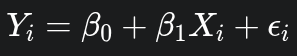 Yᵢ = β₀ + β₁Xᵢ + ϵᵢ